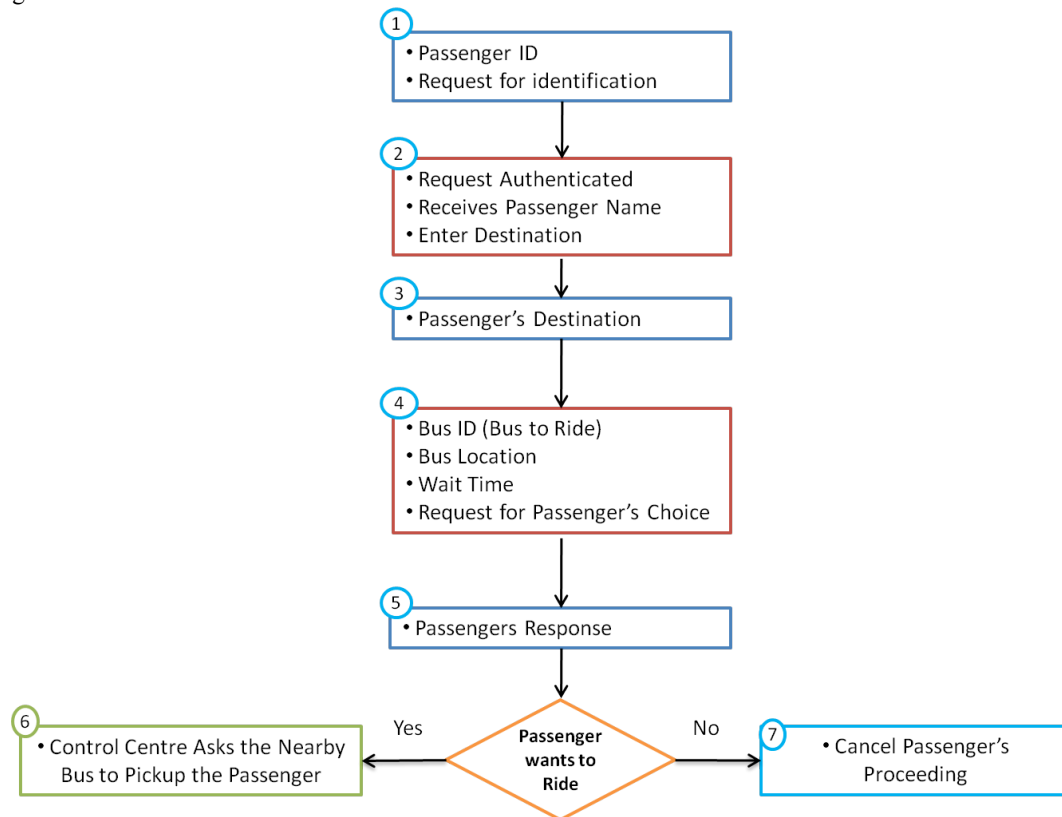 1
• Passenger ID
• Request for identification
2
• Request Authenticated
• Receives Passenger Name
• Enter Destination
3
• Passenger's Destination
4
• Bus ID (Bus to Ride)
• Bus Location
• Wait Time
• Request for Passenger's Choice
5
• Passengers Response
Passenger
wants to
Ride
Yes
No
6
• Control Centre Asks the Nearby
Bus to Pickup the Passenger
7
• Cancel Passenger's
Proceeding